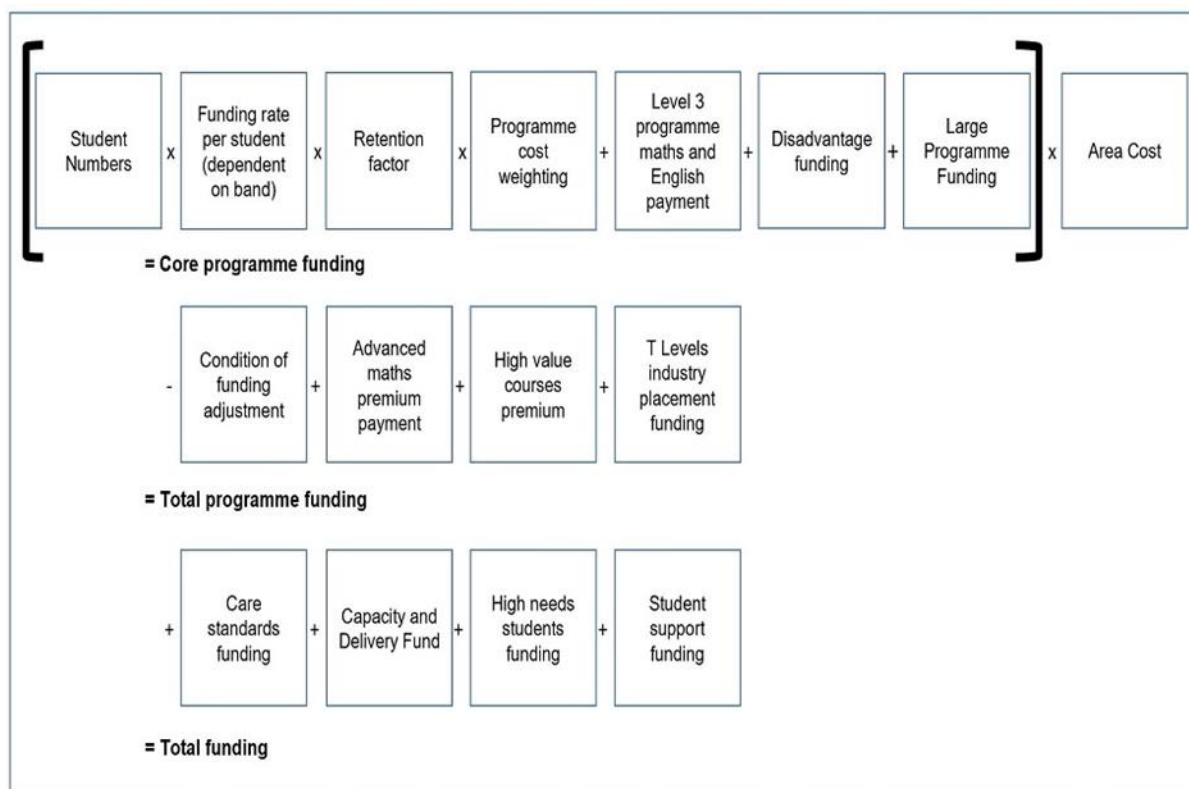 [
Student
Numbers
x
Funding rate
per student
(dependent
on band)
x
Retention
factor
x
Programme
cost
weighting
+
Level 3
programme
maths and
English
payment
+
Disadvantage
funding
+
Large
Programme
Funding
]
x
Area Cost
= Core programme funding
-
Condition of
funding
adjustment
+
Advanced
maths
premium
payment
+
High value
courses
premium
+
T Levels
industry
placement
funding
= Total programme funding
+
Care
standards
funding
+
Capacity and
Delivery Fund
+
High needs
students
funding
+
Student
support
funding
= Total funding